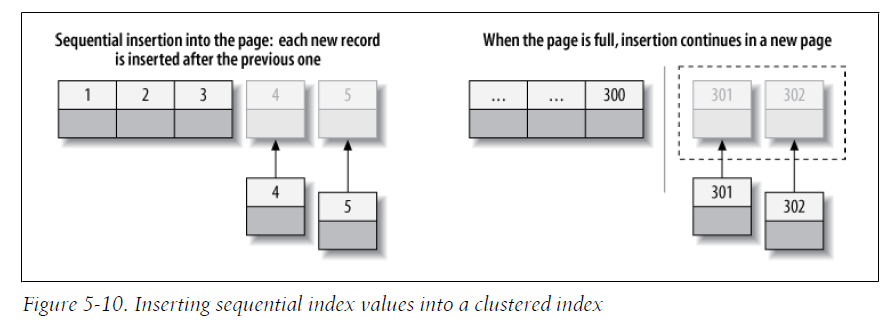 Sequential insertion into the page: each new record
is inserted after the previous one
When the page is full, insertion continues in a new page
1 2 3 4 5
4
5
... ... 300 301 302
301
302
Figure 5-10. Inserting sequential index values into a clustered index